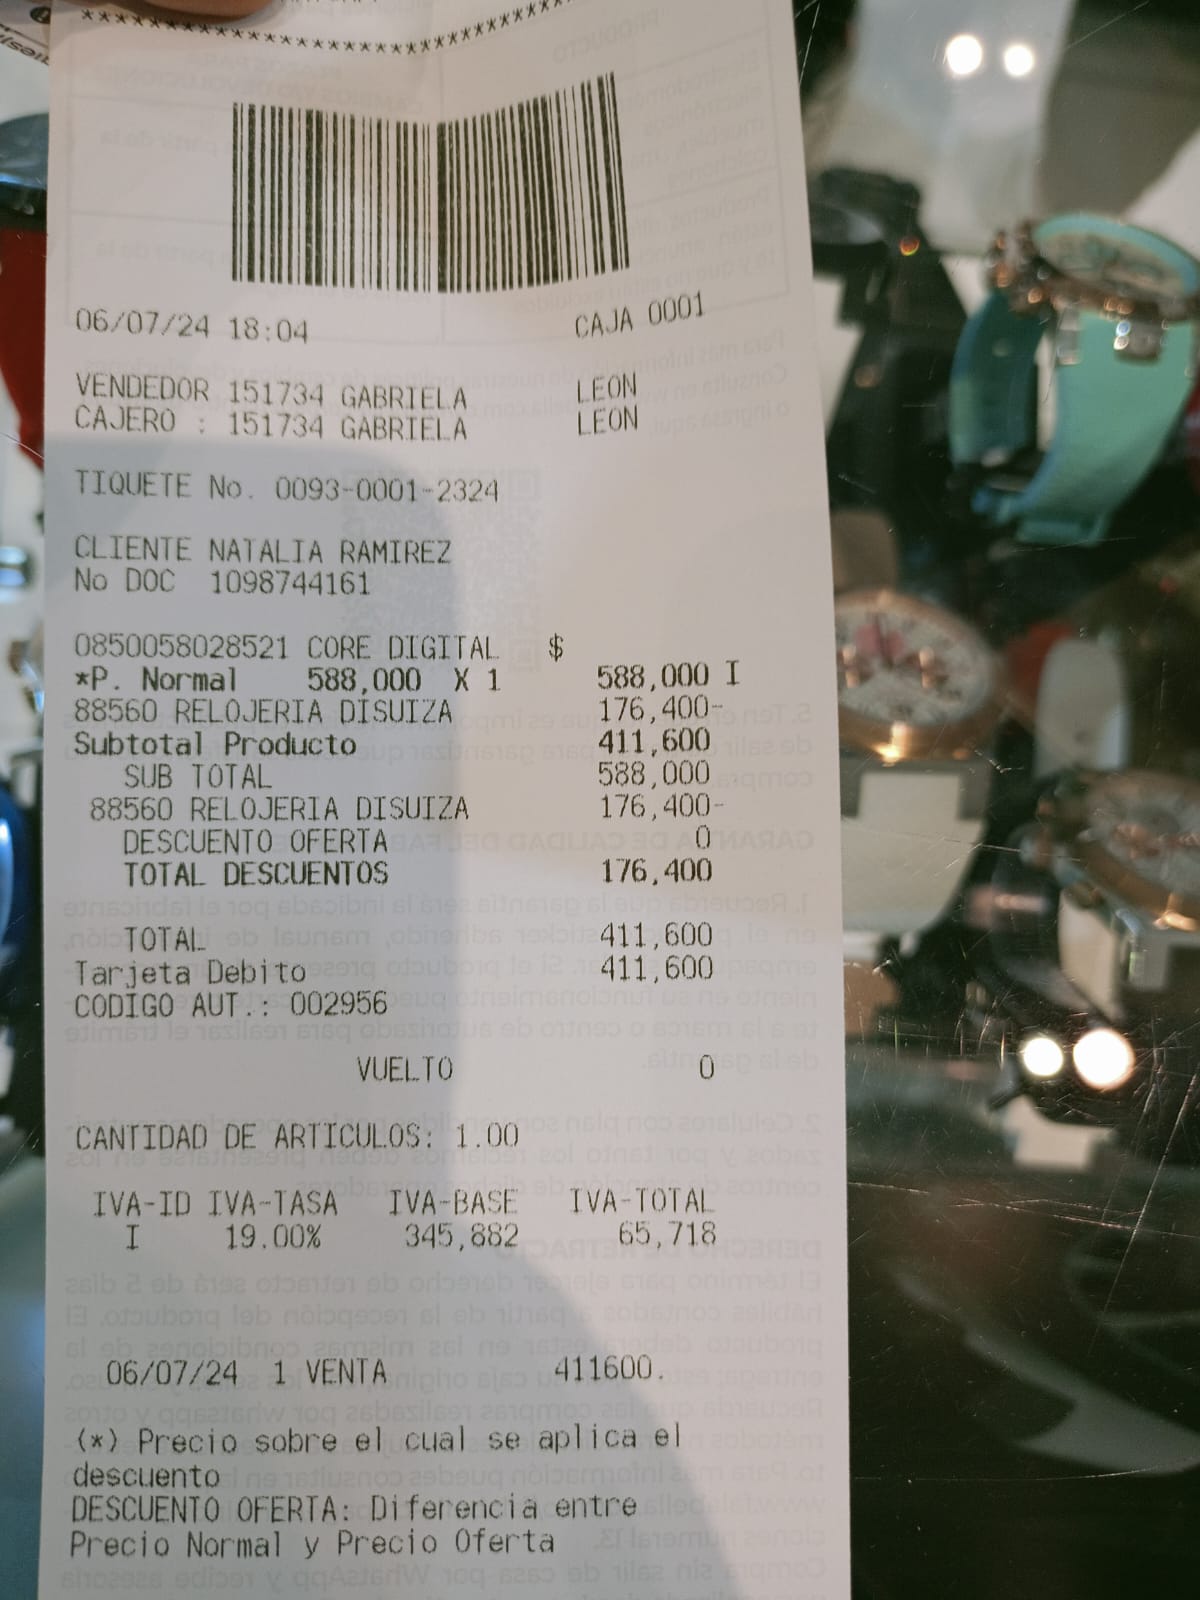 06/07/24 18:04 CAJA 0001
VENDEDOR 151734 GABRIELA LEON
CAJERO : 151734 GABRIELA LEON
TIQUETE No. 0093-0001-2324
CLIENTE NATALIA RAMIREZ
No DOC 1098744161
0850058028521 CORE DIGITAL $
*P. Normal 588,000 X 1 588,000 I
88560 RELOJERIA DISUIZA 176,400-
Subtotal Producto 411,600
SUB TOTAL 588,000
88560 RELOJERIA DISUIZA 176,400-
DESCUENTO OFERTA 0
TOTAL DESCUENTOS 176,400
TOTAL 411,600
Tarjeta Debito 411,600
CODIGO AUT.: 002956
VUELTO 0
CANTIDAD DE ARTICULOS: 1.00
IVA-ID IVA-TASA IVA-BASE IVA-TOTAL
I 19.00% 345,882 65,718
06/07/24 1 VENTA 411600.
(*) Precio sobre el cual se aplica el
descuento
DESCUENTO OFERTA: Diferencia entre
Precio Normal y Precio Oferta